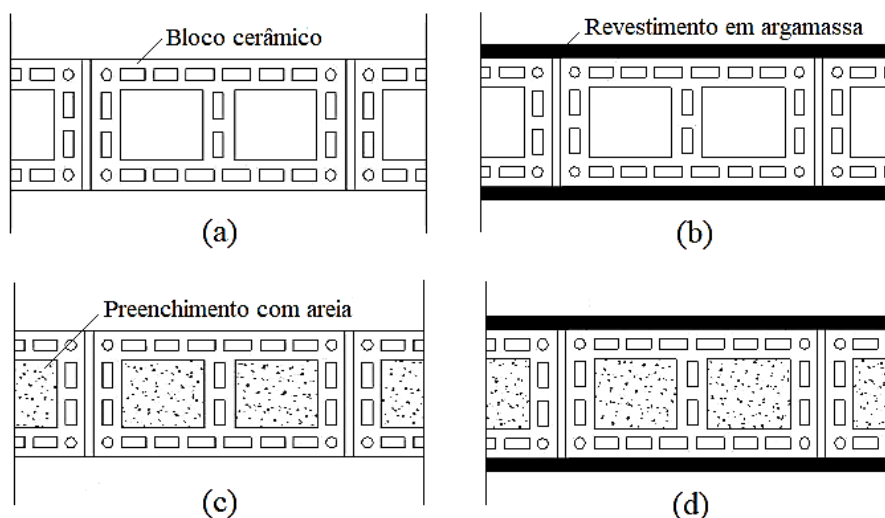 Bloco cerâmico
Revestimento em argamassa
(a)
(b)
Preenchimento com areia
(c)
(d)